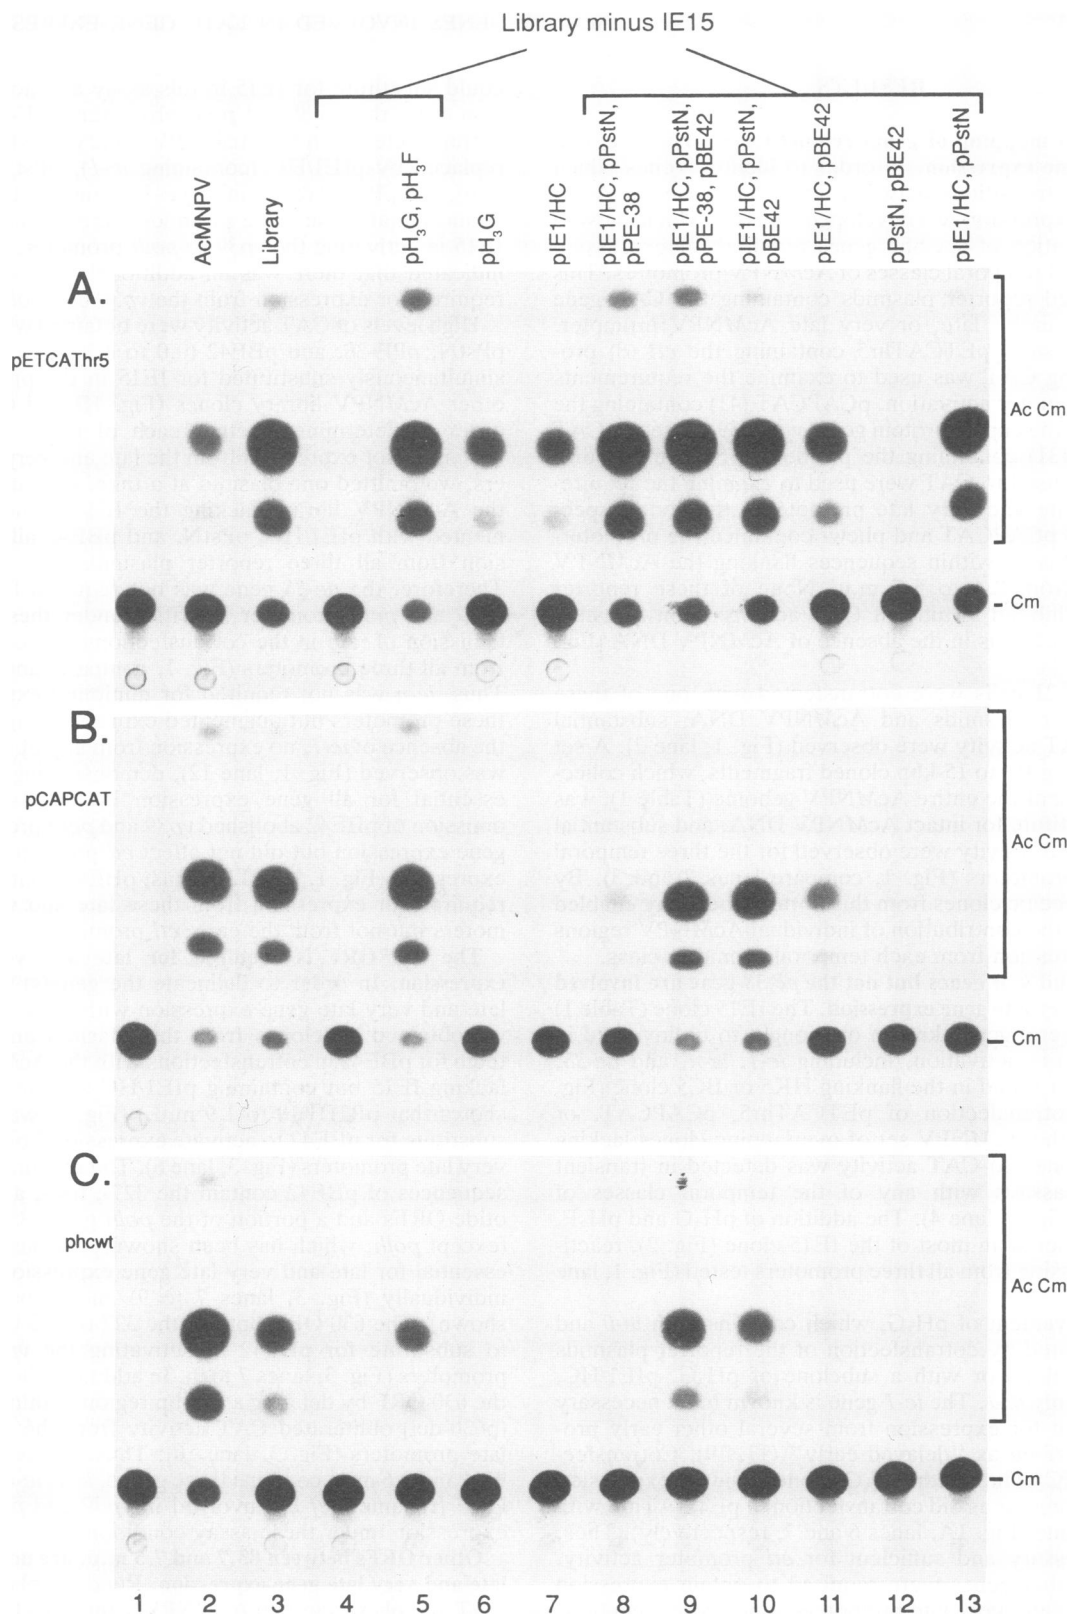 Library minus IE15
AcMNPV
Library
pH₃G, pH₃F
pH₃G
pIE1/HC
pIE1/HC, pPstN,
pPE-38
pIE1/HC, pPstN,
pPE-38, pBE42
pIE1/HC, pPstN,
pBE42
pIE1/HC, pBE42
pPstN, pBE42
pIE1/HC, pPstN
A.
pETCAThr5
Ac Cm
Cm
B.
pCAPCAT
Ac Cm
Cm
C.
phcwt
Ac Cm
Cm
1 2 3 4 5 6 7 8 9 10 11 12 13